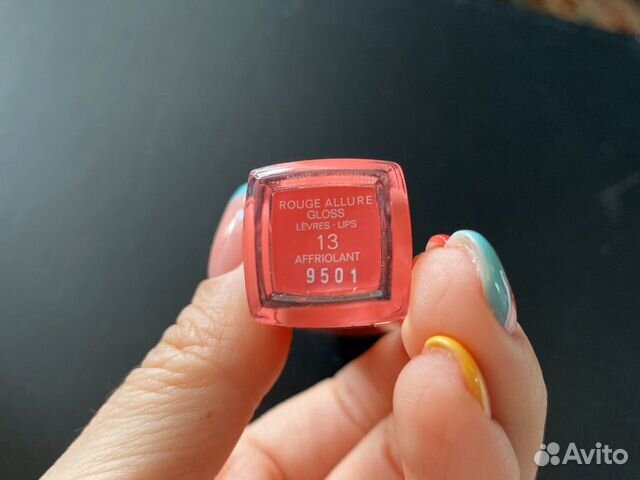 ROUGE ALLURE
GLOSS
LÈVRES - LIPS
13
AFFRIOLANT
9501
Avito